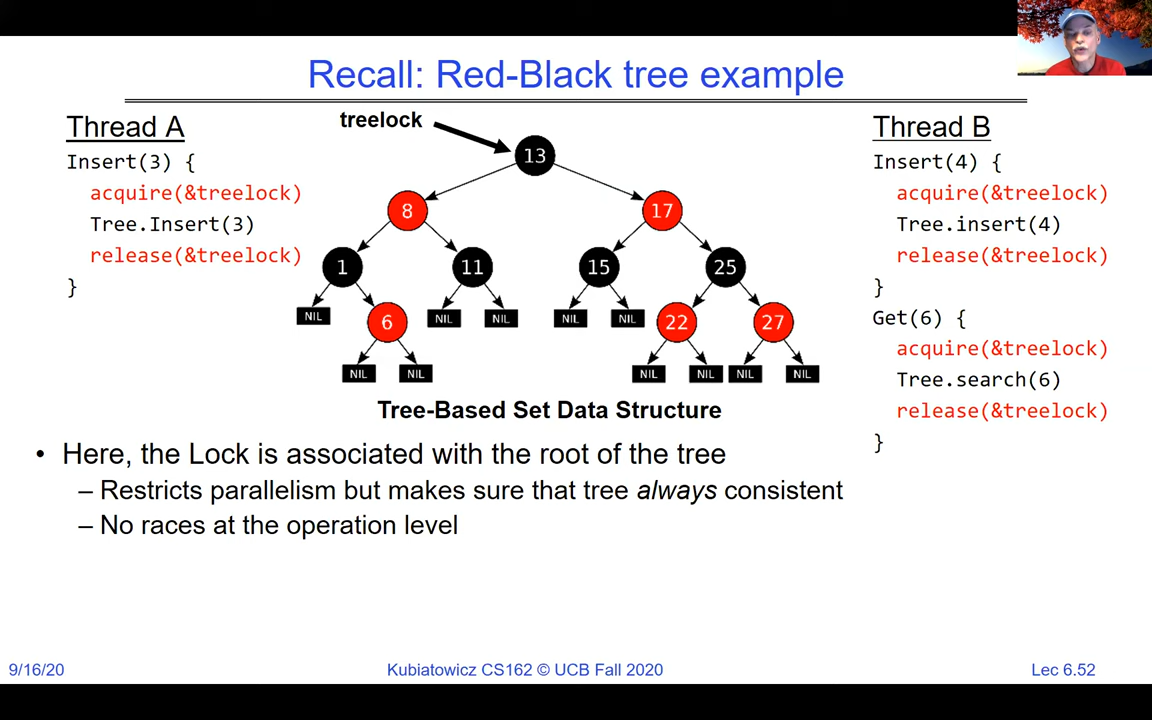 Recall: Red-Black tree example
Thread A
Insert(3) {
acquire(&treelock)
Tree.Insert(3)
release(&treelock)
}
treelock
13
8
17
1
11
15
25
NIL
6
NIL
NIL
NIL
NIL
22
27
NIL
NIL
NIL
NIL
NIL
NIL
Tree-Based Set Data Structure
Thread B
Insert(4) {
acquire(&treelock)
Tree.insert(4)
release(&treelock)
}
Get(6) {
acquire(&treelock)
Tree.search(6)
release(&treelock)
}
• Here, the Lock is associated with the root of the tree
– Restricts parallelism but makes sure that tree always consistent
– No races at the operation level
9/16/20
Kubiatowicz CS162 © UCB Fall 2020
Lec 6.52